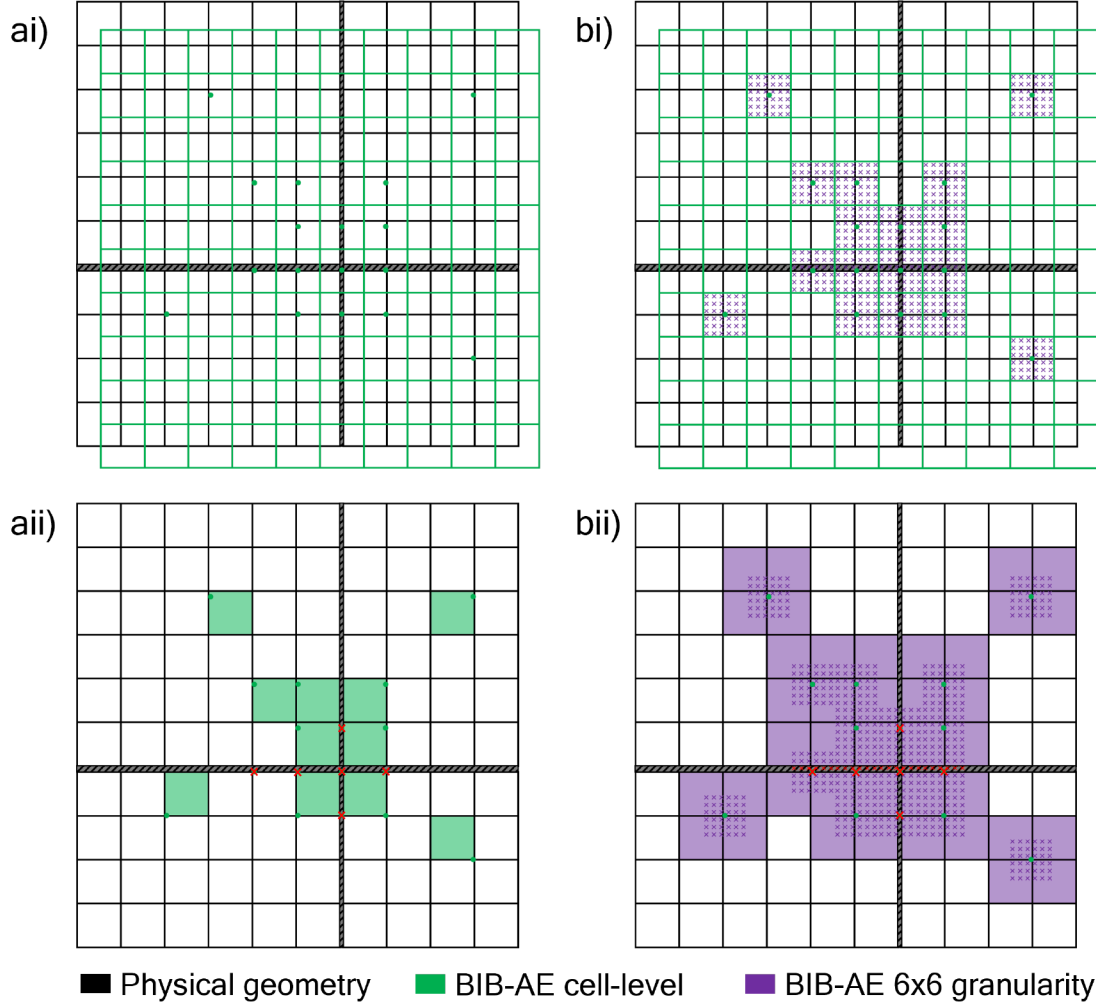 ai)
bi)
aii)
bii)
Physical geometry
BIB-AE cell-level
BIB-AE 6x6 granularity